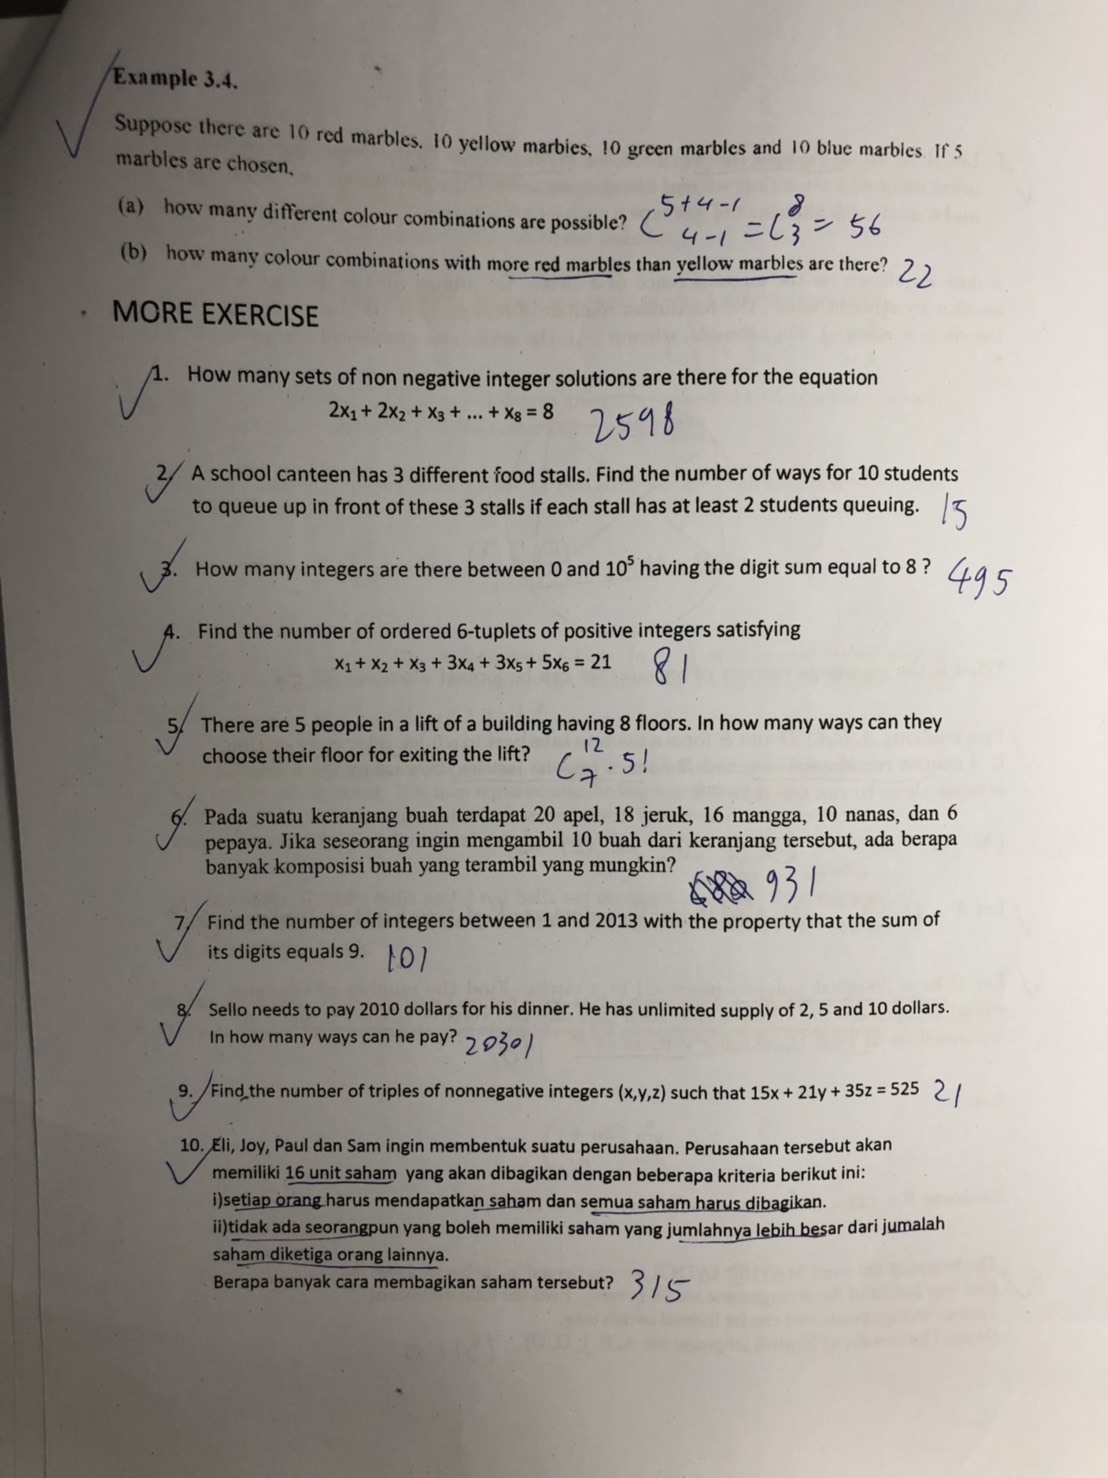 Example 3.4.
Suppose there are 10 red marbles, 10 yellow marbles, 10 green marbles and 10 blue marbles. If 5
marbles are chosen,
(a) how many different colour combinations are possible? C 5+4-1 4-1 = C 8 3 = 56
(b) how many colour combinations with more red marbles than yellow marbles are there? 22
MORE EXERCISE
1. How many sets of non negative integer solutions are there for the equation
2x₁ + 2x₂ + x₃ + ... + x₈ = 8 2598
2. A school canteen has 3 different food stalls. Find the number of ways for 10 students
to queue up in front of these 3 stalls if each stall has at least 2 students queuing. 15
3. How many integers are there between 0 and 10⁵ having the digit sum equal to 8 ? 495
4. Find the number of ordered 6-tuplets of positive integers satisfying
x₁ + x₂ + x₃ + 3x₄ + 3x₅ + 5x₆ = 21 81
5. There are 5 people in a lift of a building having 8 floors. In how many ways can they
choose their floor for exiting the lift? C 12 7 . 5!
6. Pada suatu keranjang buah terdapat 20 apel, 18 jeruk, 16 mangga, 10 nanas, dan 6
pepaya. Jika seseorang ingin mengambil 10 buah dari keranjang tersebut, ada berapa
banyak komposisi buah yang terambil yang mungkin? 931
7. Find the number of integers between 1 and 2013 with the property that the sum of
its digits equals 9. 101
8. Sello needs to pay 2010 dollars for his dinner. He has unlimited supply of 2, 5 and 10 dollars.
In how many ways can he pay? 20301
9. Find the number of triples of nonnegative integers (x,y,z) such that 15x + 21y + 35z = 525 21
10. Eli, Joy, Paul dan Sam ingin membentuk suatu perusahaan. Perusahaan tersebut akan
memiliki 16 unit saham yang akan dibagikan dengan beberapa kriteria berikut ini:
i)setiap orang harus mendapatkan saham dan semua saham harus dibagikan.
ii)tidak ada seorangpun yang boleh memiliki saham yang jumlahnya lebih besar dari jumalah
saham diketiga orang lainnya.
Berapa banyak cara membagikan saham tersebut? 315